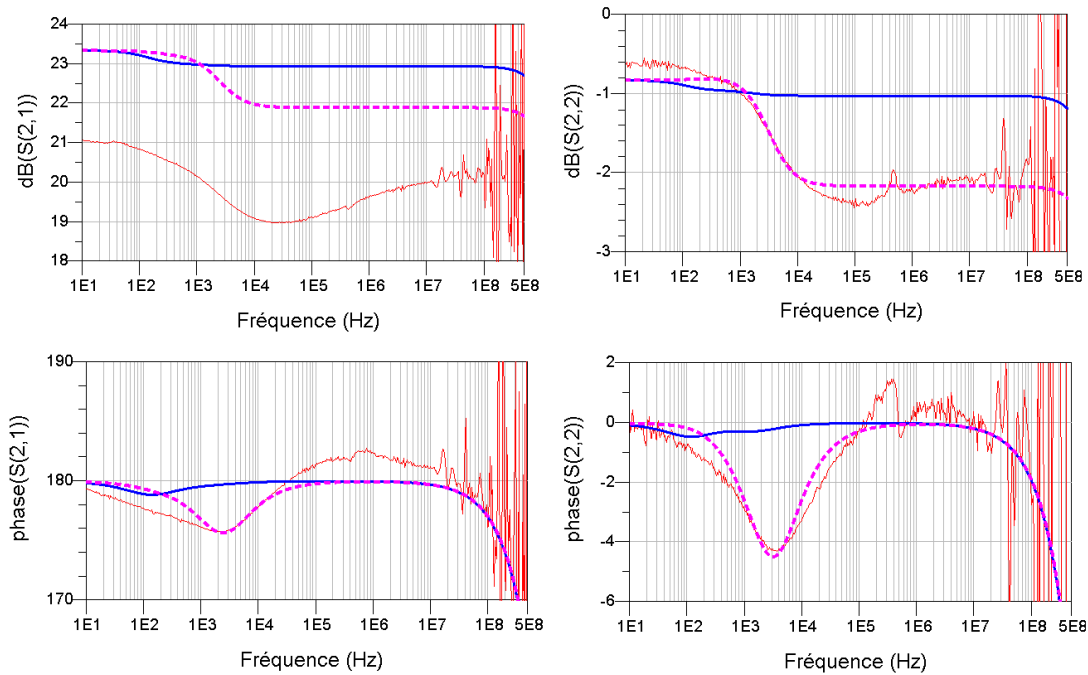 24
23
22
21
20
19
18
dB(S(2,1))
1E1 1E2 1E3 1E4 1E5 1E6 1E7 1E8 5E8
Fréquence (Hz)
0
-1
-2
-3
dB(S(2,2))
1E1 1E2 1E3 1E4 1E5 1E6 1E7 1E8 5E8
Fréquence (Hz)
190
180
170
phase(S(2,1))
1E1 1E2 1E3 1E4 1E5 1E6 1E7 1E8 5E8
Fréquence (Hz)
2
0
-2
-4
-6
phase(S(2,2))
1E1 1E2 1E3 1E4 1E5 1E6 1E7 1E8 5E8
Fréquence (Hz)